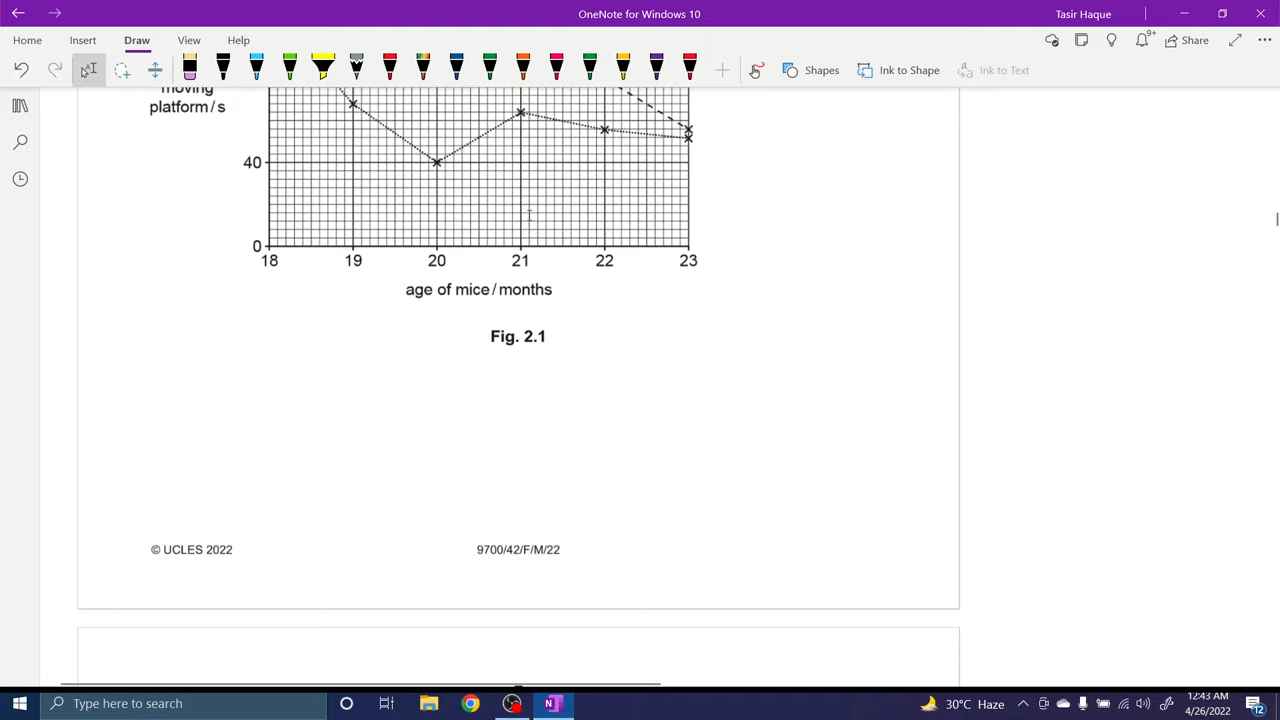 OneNote for Windows 10
Tasir Haque
Home Insert Draw View Help
9+
Share
Shapes
Ink to Shape
Ink to Text
moving
platform / s
40
0
18 19 20 21 22 23
age of mice / months
Fig. 2.1
© UCLES 2022
9700/42/F/M/22
Type here to search
30°C Haze
12:43 AM
4/26/2022
12